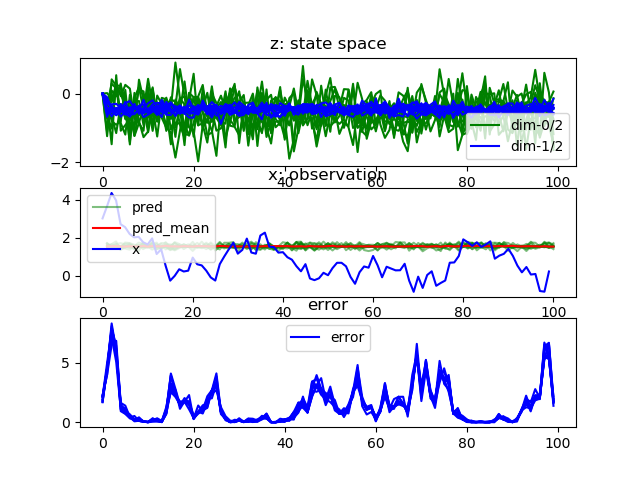 z: state space
0
−2
dim-0/2
dim-1/2
0 20 40 60 80 100
x: observation
4
2
0
pred
pred_mean
x
0 20 40 60 80 100
error
5
0
error
0 20 40 60 80 100